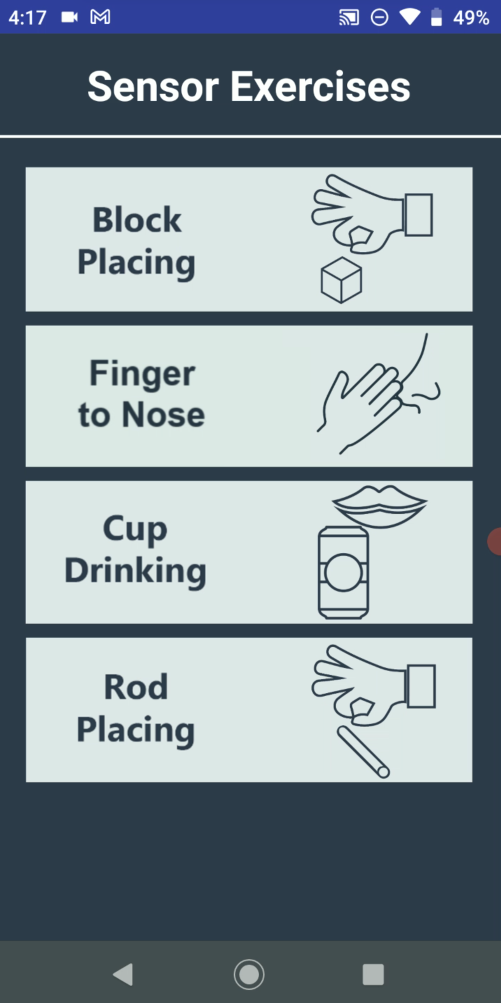 4:17 49%
Sensor Exercises
Block
Placing
Finger
to Nose
Cup
Drinking
Rod
Placing